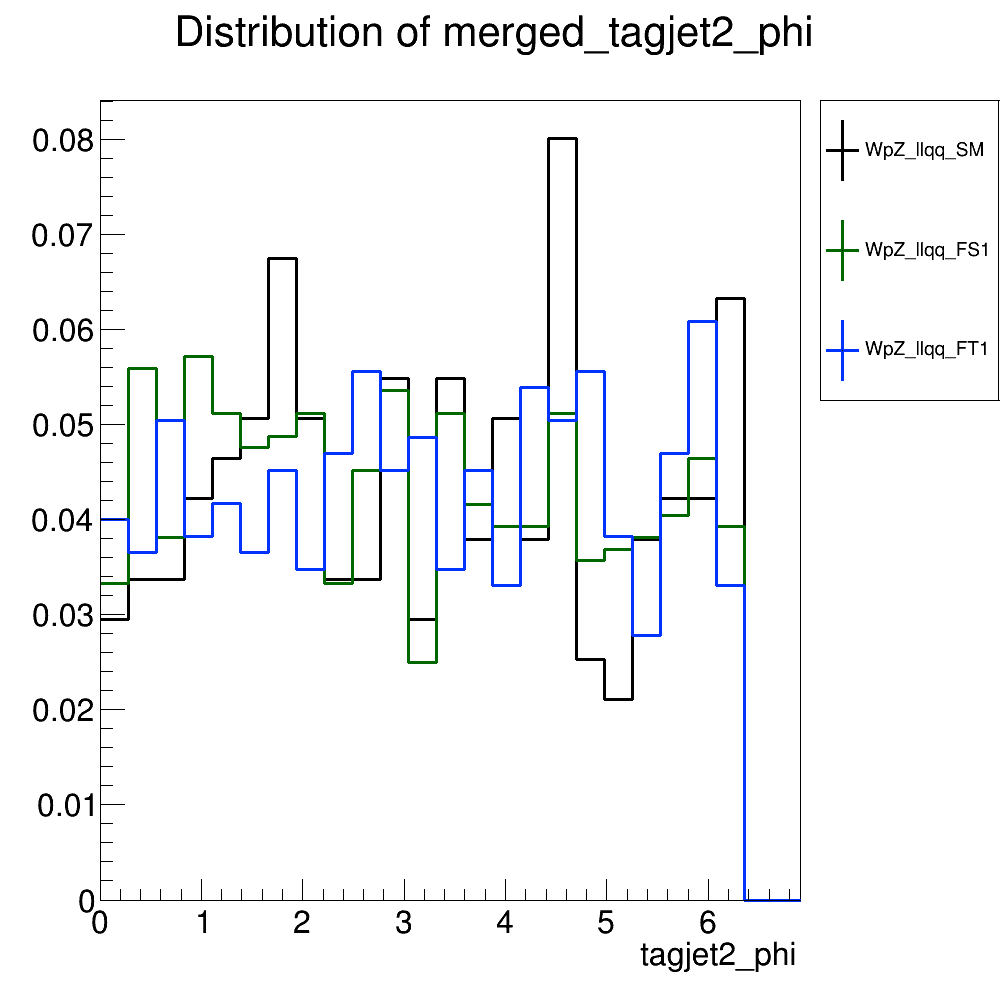 Distribution of merged_tagjet2_phi
0.08
0.07
0.06
0.05
0.04
0.03
0.02
0.01
0
0 1 2 3 4 5 6
tagjet2_phi
WpZ_llqq_SM
WpZ_llqq_FS1
WpZ_llqq_FT1